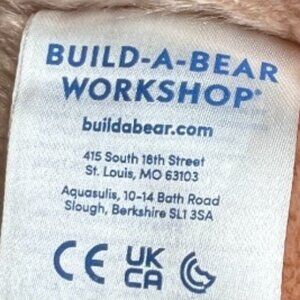 BUILD-A-BEAR
WORKSHOP®
buildabear.com
415 South 18th Street
St. Louis, MO 63103
Aquasulis, 10-14 Bath Road
Slough, Berkshire SL1 3SA
CE UK
CA